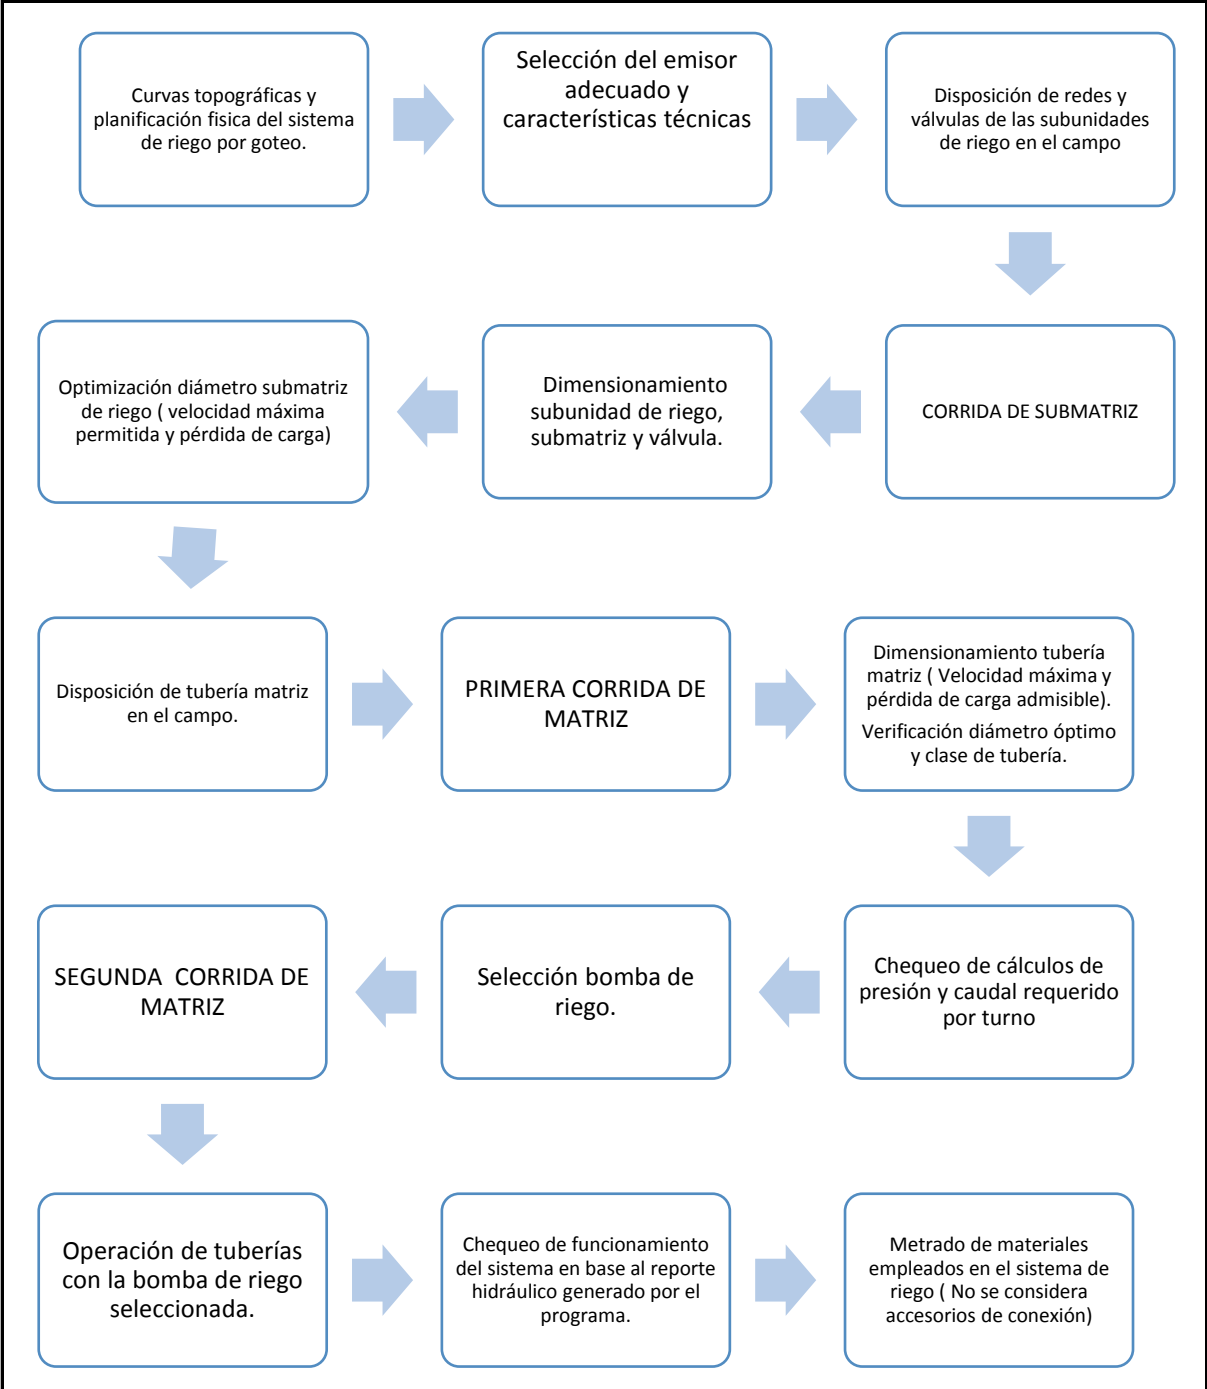 Curvas topográficas y
planificación fisica del sistema
de riego por goteo.
Selección del emisor
adecuado y
características técnicas
Disposición de redes y
válvulas de las subunidades
de riego en el campo
CORRIDA DE SUBMATRIZ
Dimensionamiento
subunidad de riego,
submatriz y válvula.
Optimización diámetro submatriz
de riego ( velocidad máxima
permitida y pérdida de carga)
Disposición de tubería matriz
en el campo.
PRIMERA CORRIDA DE
MATRIZ
Dimensionamiento tubería
matriz ( Velocidad máxima y
pérdida de carga admisible).
Verificación diámetro óptimo
y clase de tubería.
Chequeo de cálculos de
presión y caudal requerido
por turno
Selección bomba de
riego.
SEGUNDA  CORRIDA DE
MATRIZ
Operación de tuberías
con la bomba de riego
seleccionada.
Chequeo de funcionamiento
del sistema en base al reporte
hidráulico generado por el
programa.
Metrado de materiales
empleados en el sistema de
riego ( No se considera
accesorios de conexión)